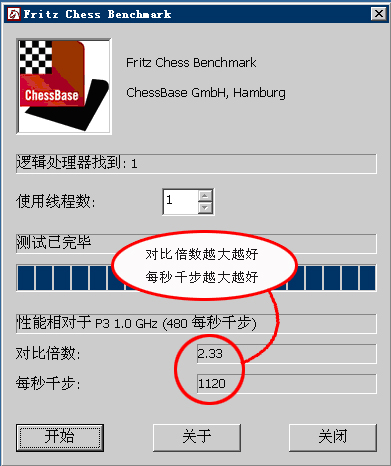 Fritz Chess Benchmark
ChessBase
Fritz Chess Benchmark
ChessBase GmbH, Hamburg
逻辑处理器找到: 1
使用线程数: 1
测试已完毕
对比倍数越大越好
每秒千步越大越好
性能相对于 P3 1.0 GHz (480 每秒千步)
对比倍数: 2.33
每秒千步: 1120
开始 关于 关闭